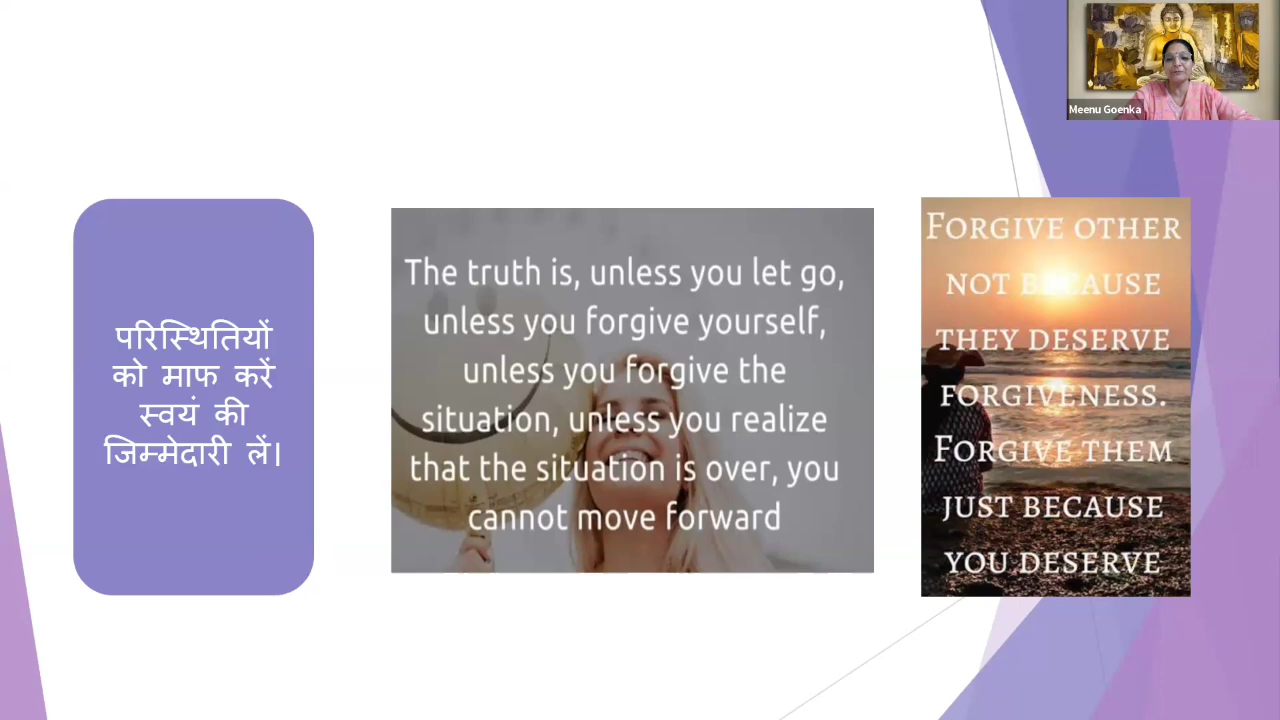 परिस्थितियों
को माफ करें
स्वयं की
जिम्मेदारी लें।
The truth is, unless you let go,
unless you forgive yourself,
unless you forgive the
situation, unless you realize
that the situation is over, you
cannot move forward
FORGIVE OTHER
NOT BECAUSE
THEY DESERVE
FORGIVENESS.
FORGIVE THEM
JUST BECAUSE
YOU DESERVE
Meenu Goenka